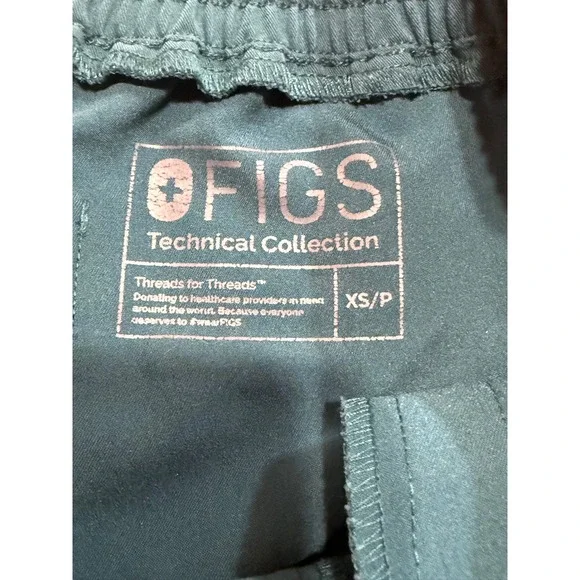 FIGS
Technical Collection
Threads for Threads™
Donating to healthcare providers in need
around the world. Because everyone
deserves to #wearFIGS
XS/P